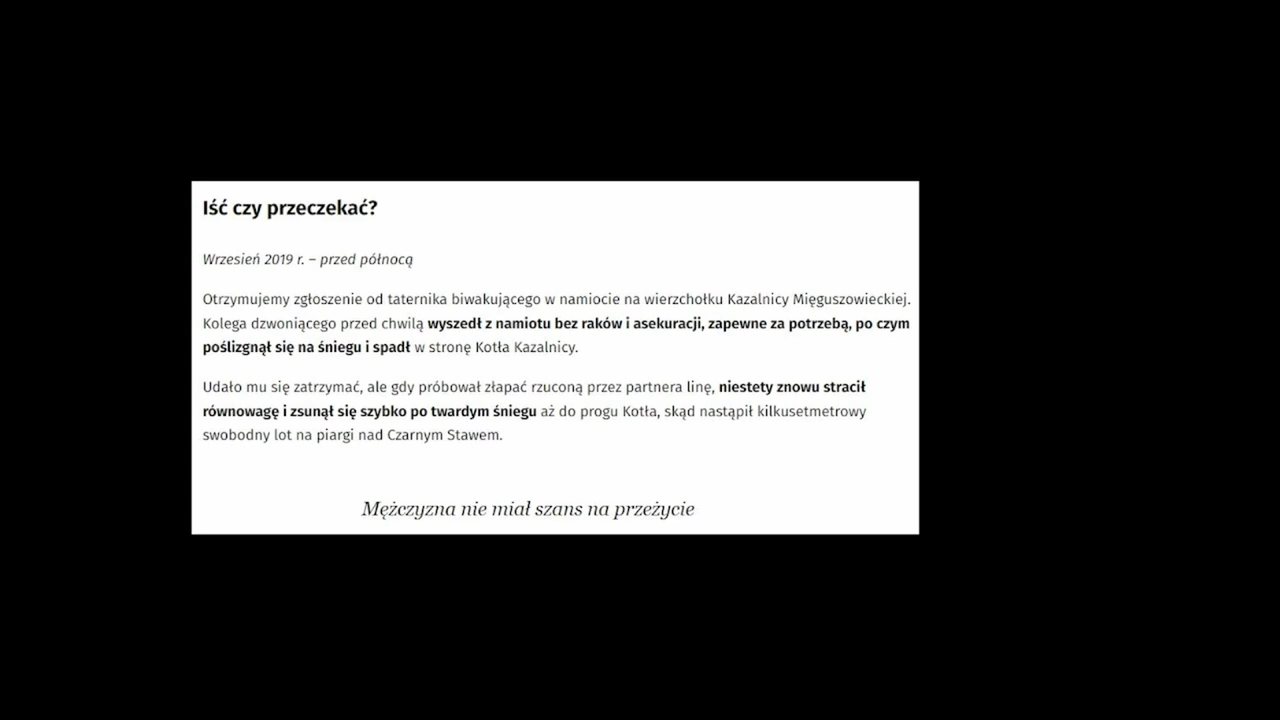 Iść czy przeczekać?
Wrzesień 2019 r. – przed północą
Otrzymujemy zgłoszenie od taternika biwakującego w namiocie na wierzchołku Kazalnicy Mięguszowieckiej.
Kolega dzwoniącego przed chwilą wyszedł z namiotu bez raków i asekuracji, zapewne za potrzebą, po czym
poślizgnął się na śniegu i spadł w stronę Kotła Kazalnicy.
Udało mu się zatrzymać, ale gdy próbował złapać rzuconą przez partnera linę, niestety znowu stracił
równowagę i zsunął się szybko po twardym śniegu aż do progu Kotła, skąd nastąpił kilkusetmetrowy
swobodny lot na piargi nad Czarnym Stawem.
Mężczyzna nie miał szans na przeżycie